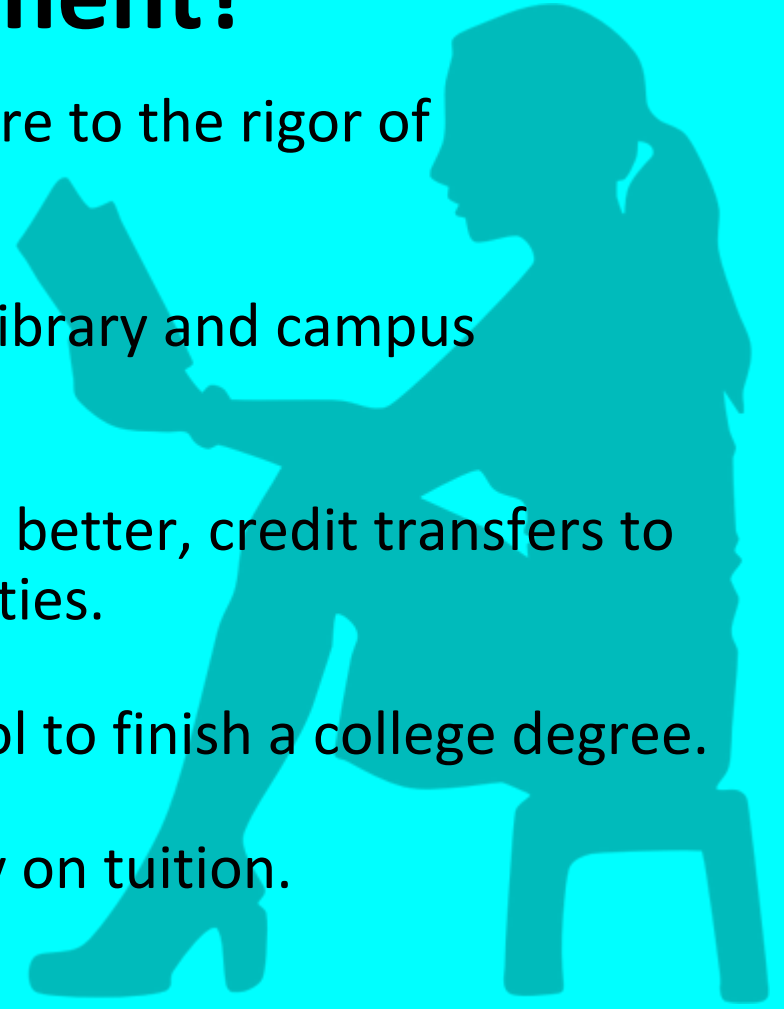 ment?
re to the rigor of
ibrary and campus
better, credit transfers to
ties.
ol to finish a college degree.
y on tuition.